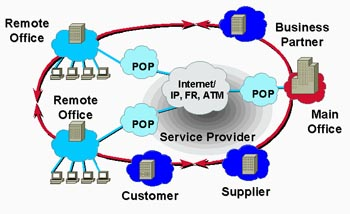 Remote
Office
Business
Partner
POP
Internet/
IP, FR, ATM
POP
Remote
Office
POP
Main
Office
Service Provider
Customer
Supplier